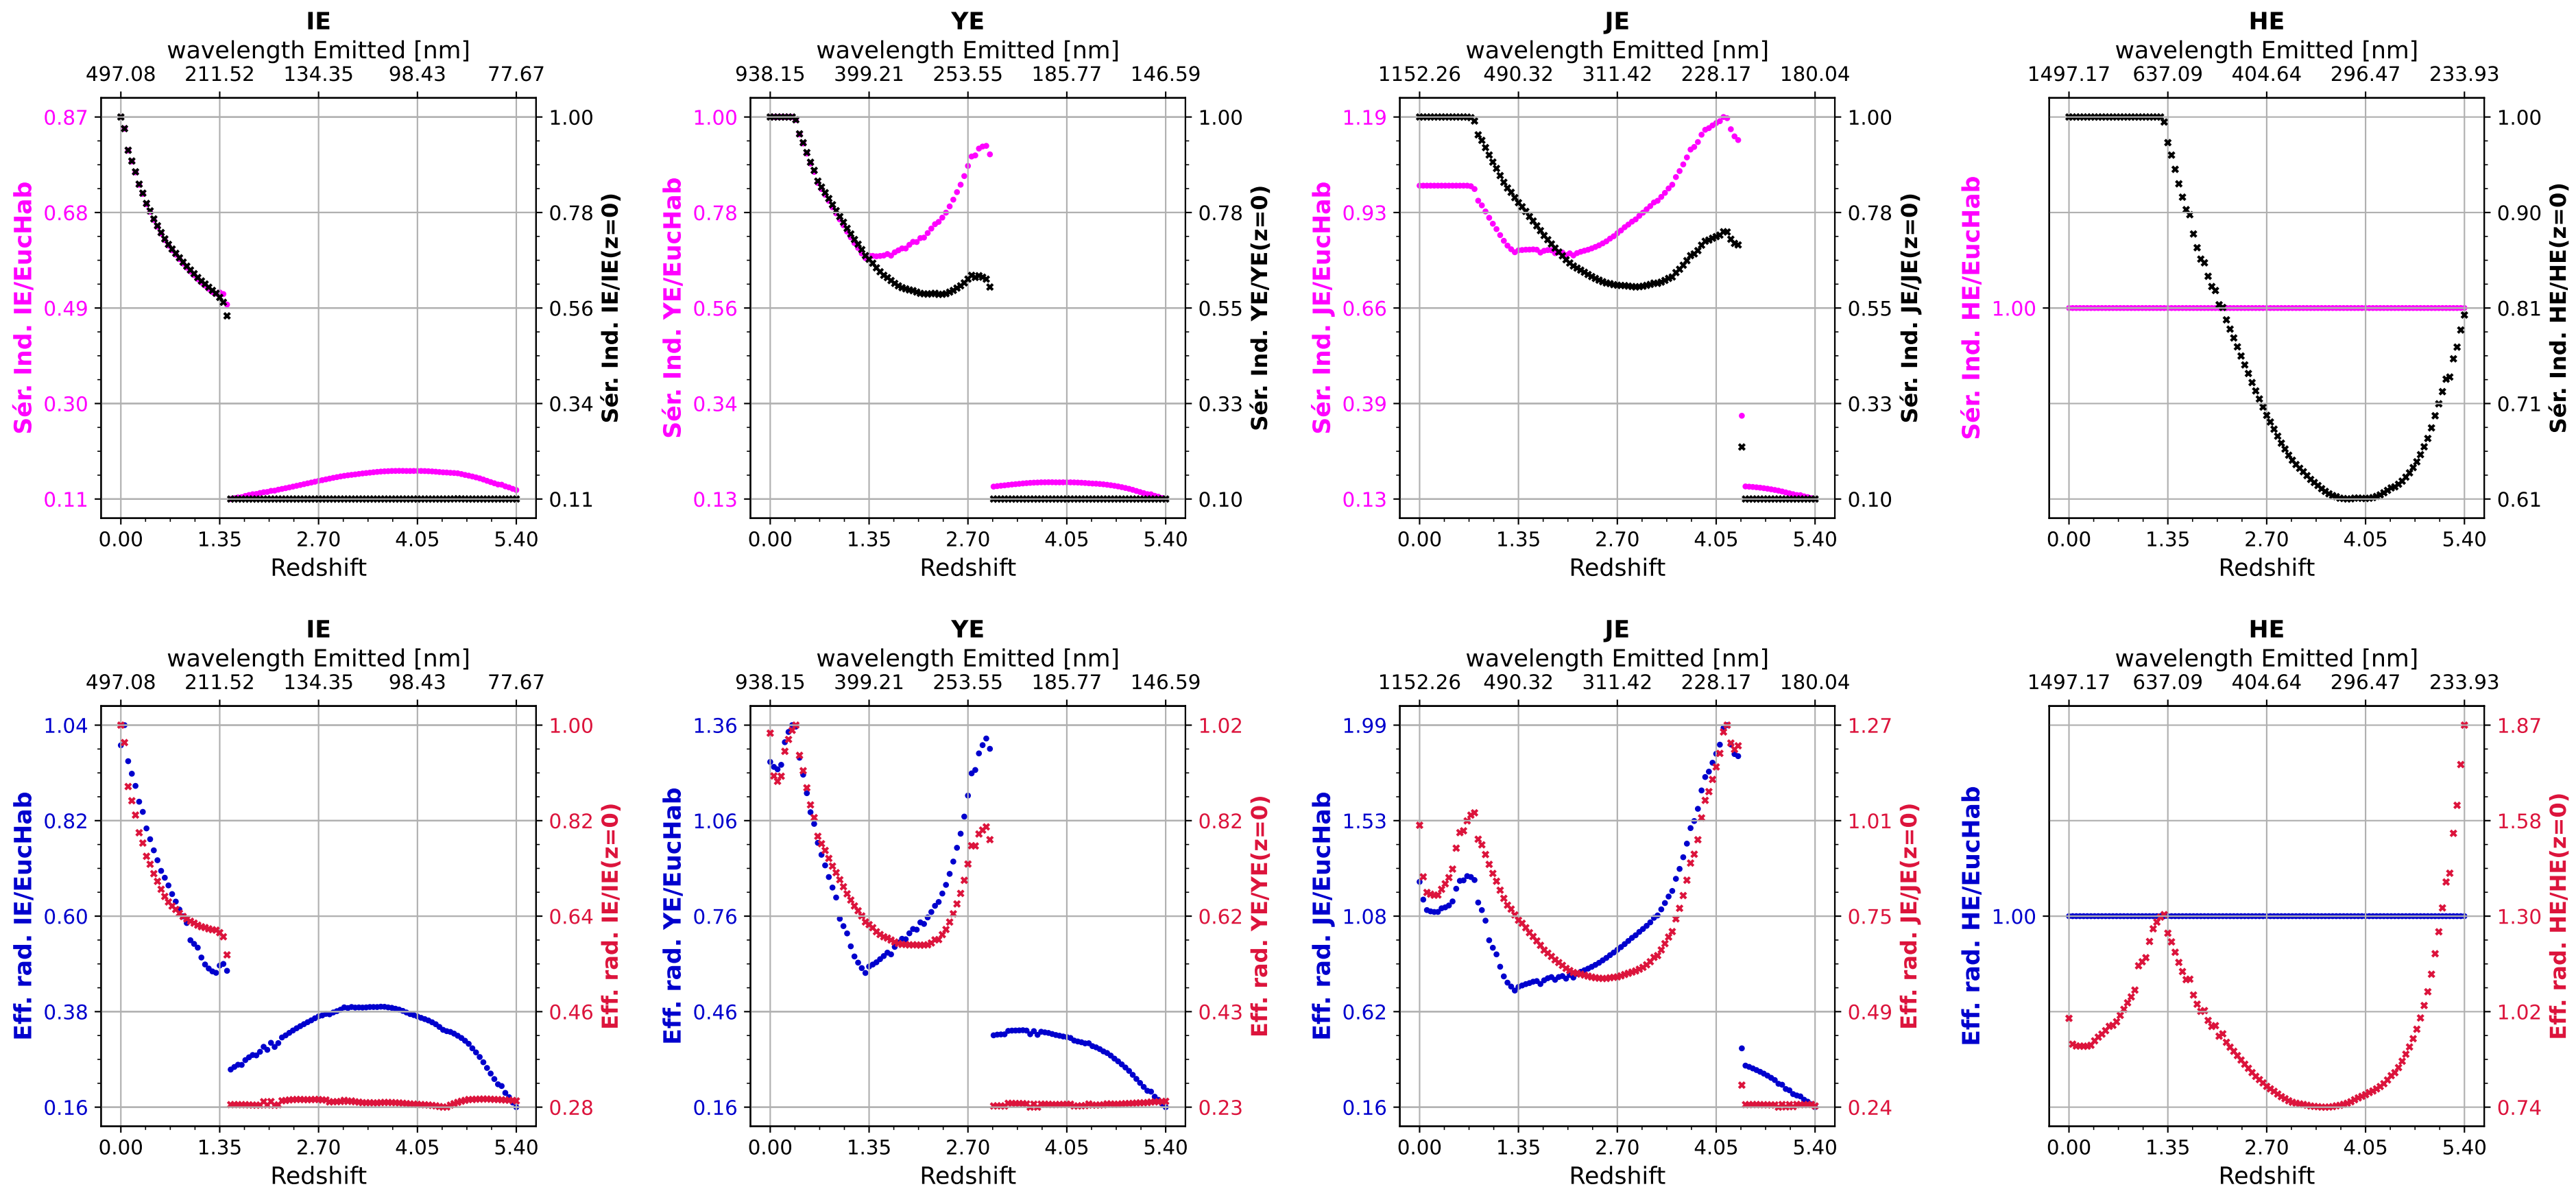 IE
wavelength Emitted [nm]
497.08 211.52 134.35 98.43 77.67
Sér. Ind. IE/EucHab
0.87
0.68
0.49
0.30
0.11
1.00
0.78
0.56
0.34
0.11
Sér. Ind. IE/IE(z=0)
0.00 1.35 2.70 4.05 5.40
Redshift
YE
wavelength Emitted [nm]
938.15 399.21 253.55 185.77 146.59
Sér. Ind. YE/EucHab
1.00
0.78
0.56
0.34
0.13
1.00
0.78
0.55
0.33
0.10
Sér. Ind. YE/YE(z=0)
0.00 1.35 2.70 4.05 5.40
Redshift
JE
wavelength Emitted [nm]
1152.26 490.32 311.42 228.17 180.04
Sér. Ind. JE/EucHab
1.19
0.93
0.66
0.39
0.13
1.00
0.78
0.55
0.33
0.10
Sér. Ind. JE/JE(z=0)
0.00 1.35 2.70 4.05 5.40
Redshift
HE
wavelength Emitted [nm]
1497.17 637.09 404.64 296.47 233.93
Sér. Ind. HE/EucHab
1.00
1.00
0.90
0.81
0.71
0.61
Sér. Ind. HE/HE(z=0)
0.00 1.35 2.70 4.05 5.40
Redshift
IE
wavelength Emitted [nm]
497.08 211.52 134.35 98.43 77.67
Eff. rad. IE/EucHab
1.04
0.82
0.60
0.38
0.16
1.00
0.82
0.64
0.46
0.28
Eff. rad. IE/IE(z=0)
0.00 1.35 2.70 4.05 5.40
Redshift
YE
wavelength Emitted [nm]
938.15 399.21 253.55 185.77 146.59
Eff. rad. YE/EucHab
1.36
1.06
0.76
0.46
0.16
1.02
0.82
0.62
0.43
0.23
Eff. rad. YE/YE(z=0)
0.00 1.35 2.70 4.05 5.40
Redshift
JE
wavelength Emitted [nm]
1152.26 490.32 311.42 228.17 180.04
Eff. rad. JE/EucHab
1.99
1.53
1.08
0.62
0.16
1.27
1.01
0.75
0.49
0.24
Eff. rad. JE/JE(z=0)
0.00 1.35 2.70 4.05 5.40
Redshift
HE
wavelength Emitted [nm]
1497.17 637.09 404.64 296.47 233.93
Eff. rad. HE/EucHab
1.00
1.87
1.58
1.30
1.02
0.74
Eff. rad. HE/HE(z=0)
0.00 1.35 2.70 4.05 5.40
Redshift